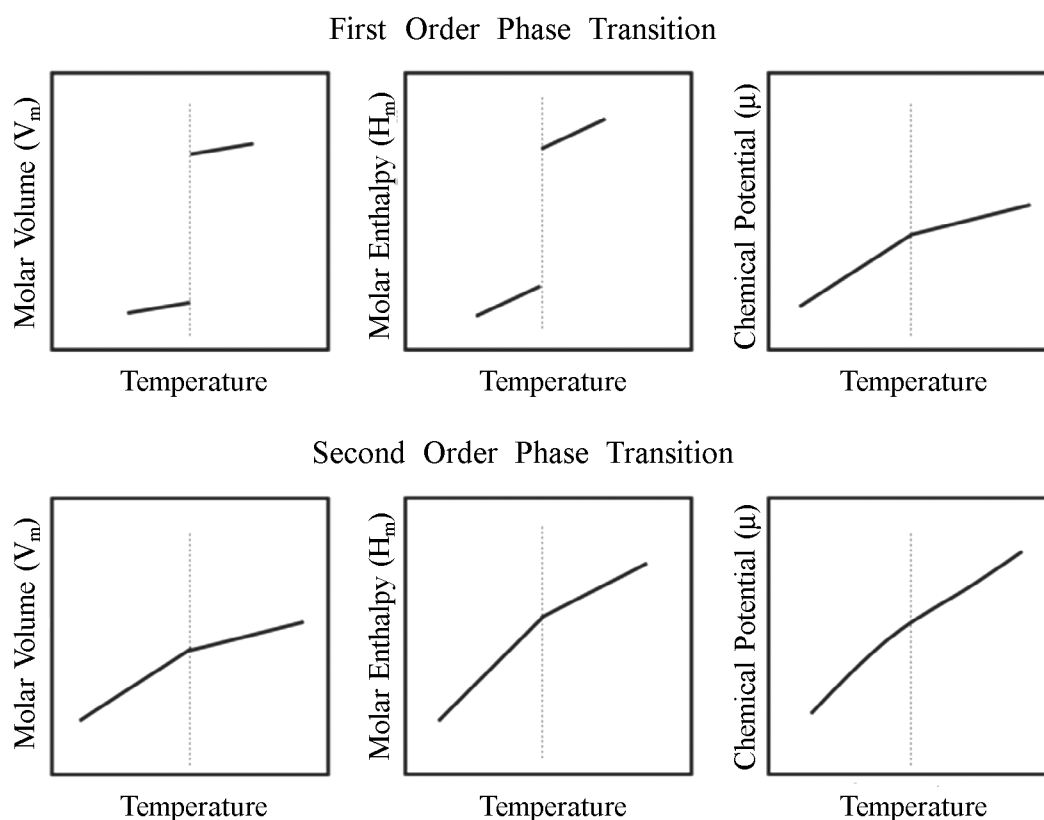 First Order Phase Transition
Molar Volume (Vm)
Molar Enthalpy (Hm)
Chemical Potential (μ)
Temperature
Temperature
Temperature
Second Order Phase Transition
Molar Volume (Vm)
Molar Enthalpy (Hm)
Chemical Potential (μ)
Temperature
Temperature
Temperature